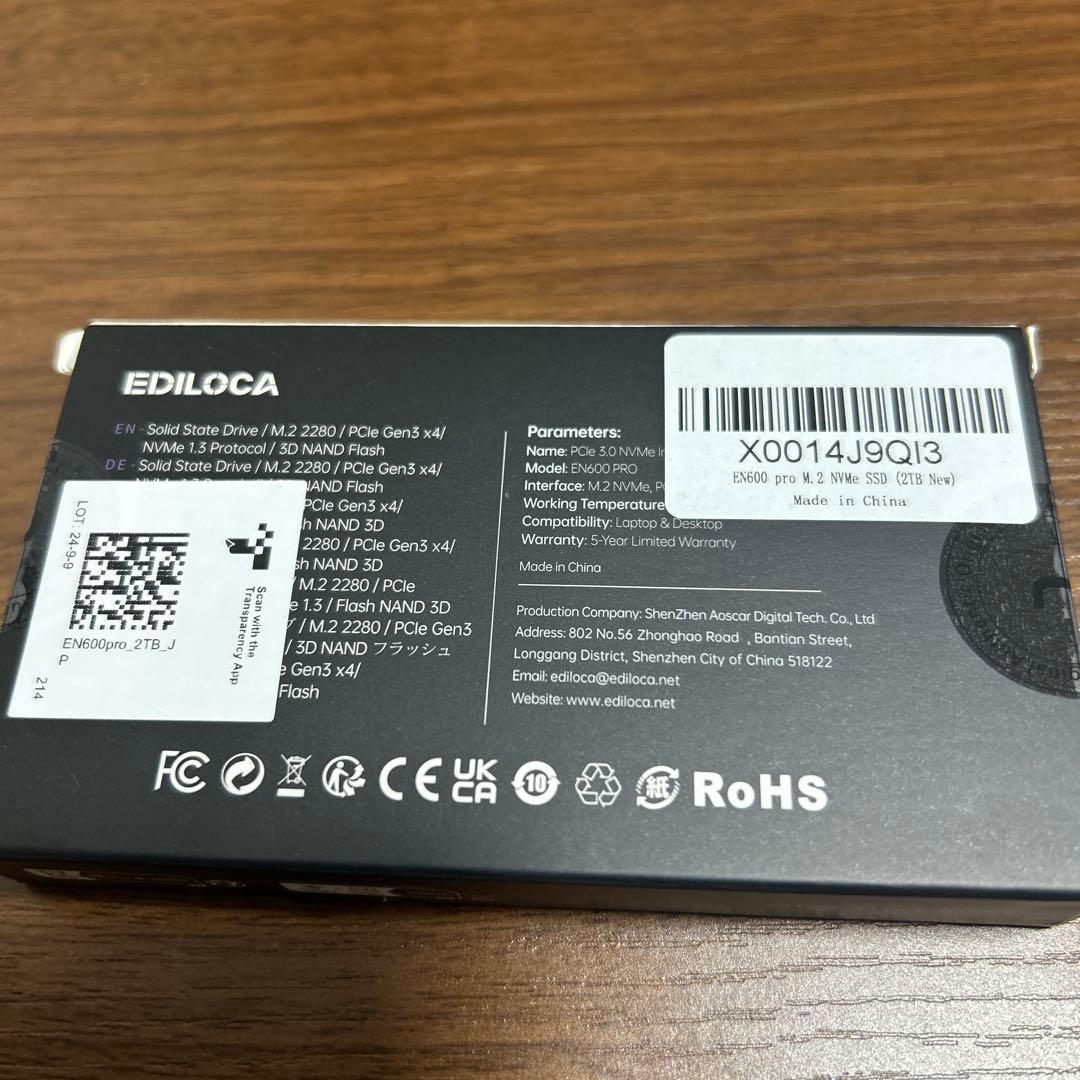 EDILOCA
EN - Solid State Drive / M.2 2280 / PCIe Gen3 x4/
NVMe 1.3 Protocol / 3D NAND Flash
DE - Solid State Drive / M.2 2280 / PCIe Gen3 x4/
NAND Flash
PCIe Gen3 x4/
NAND 3D
2280 / PCIe Gen3 x4/
NAND 3D
/ M.2 2280 / PCIe
1.3 / Flash NAND 3D
/ M.2 2280 / PCIe Gen3
/ 3D NAND フラッシュ
Gen3 x4/
Flash
LOT: 24-9-9
Scan with the
Transparency App
EN600pro_2TB_J
P
214
Parameters:
Name: PCIe 3.0 NVMe
Model: EN600 PRO
Interface: M.2 NVMe,
Working Temperature
Compatibility: Laptop & Desktop
Warranty: 5-Year Limited Warranty
Made in China
X0014J9QI3
EN600 pro M.2 NVMe SSD (2TB New)
Made in China
Production Company: ShenZhen Aoscar Digital Tech. Co., Ltd
Address: 802 No.56 Zhonghao Road , Bantian Street,
Longgang District, Shenzhen City of China 518122
Email: ediloca@ediloca.net
Website: www.ediloca.net
FC CE UK CA 10 紙 RoHS